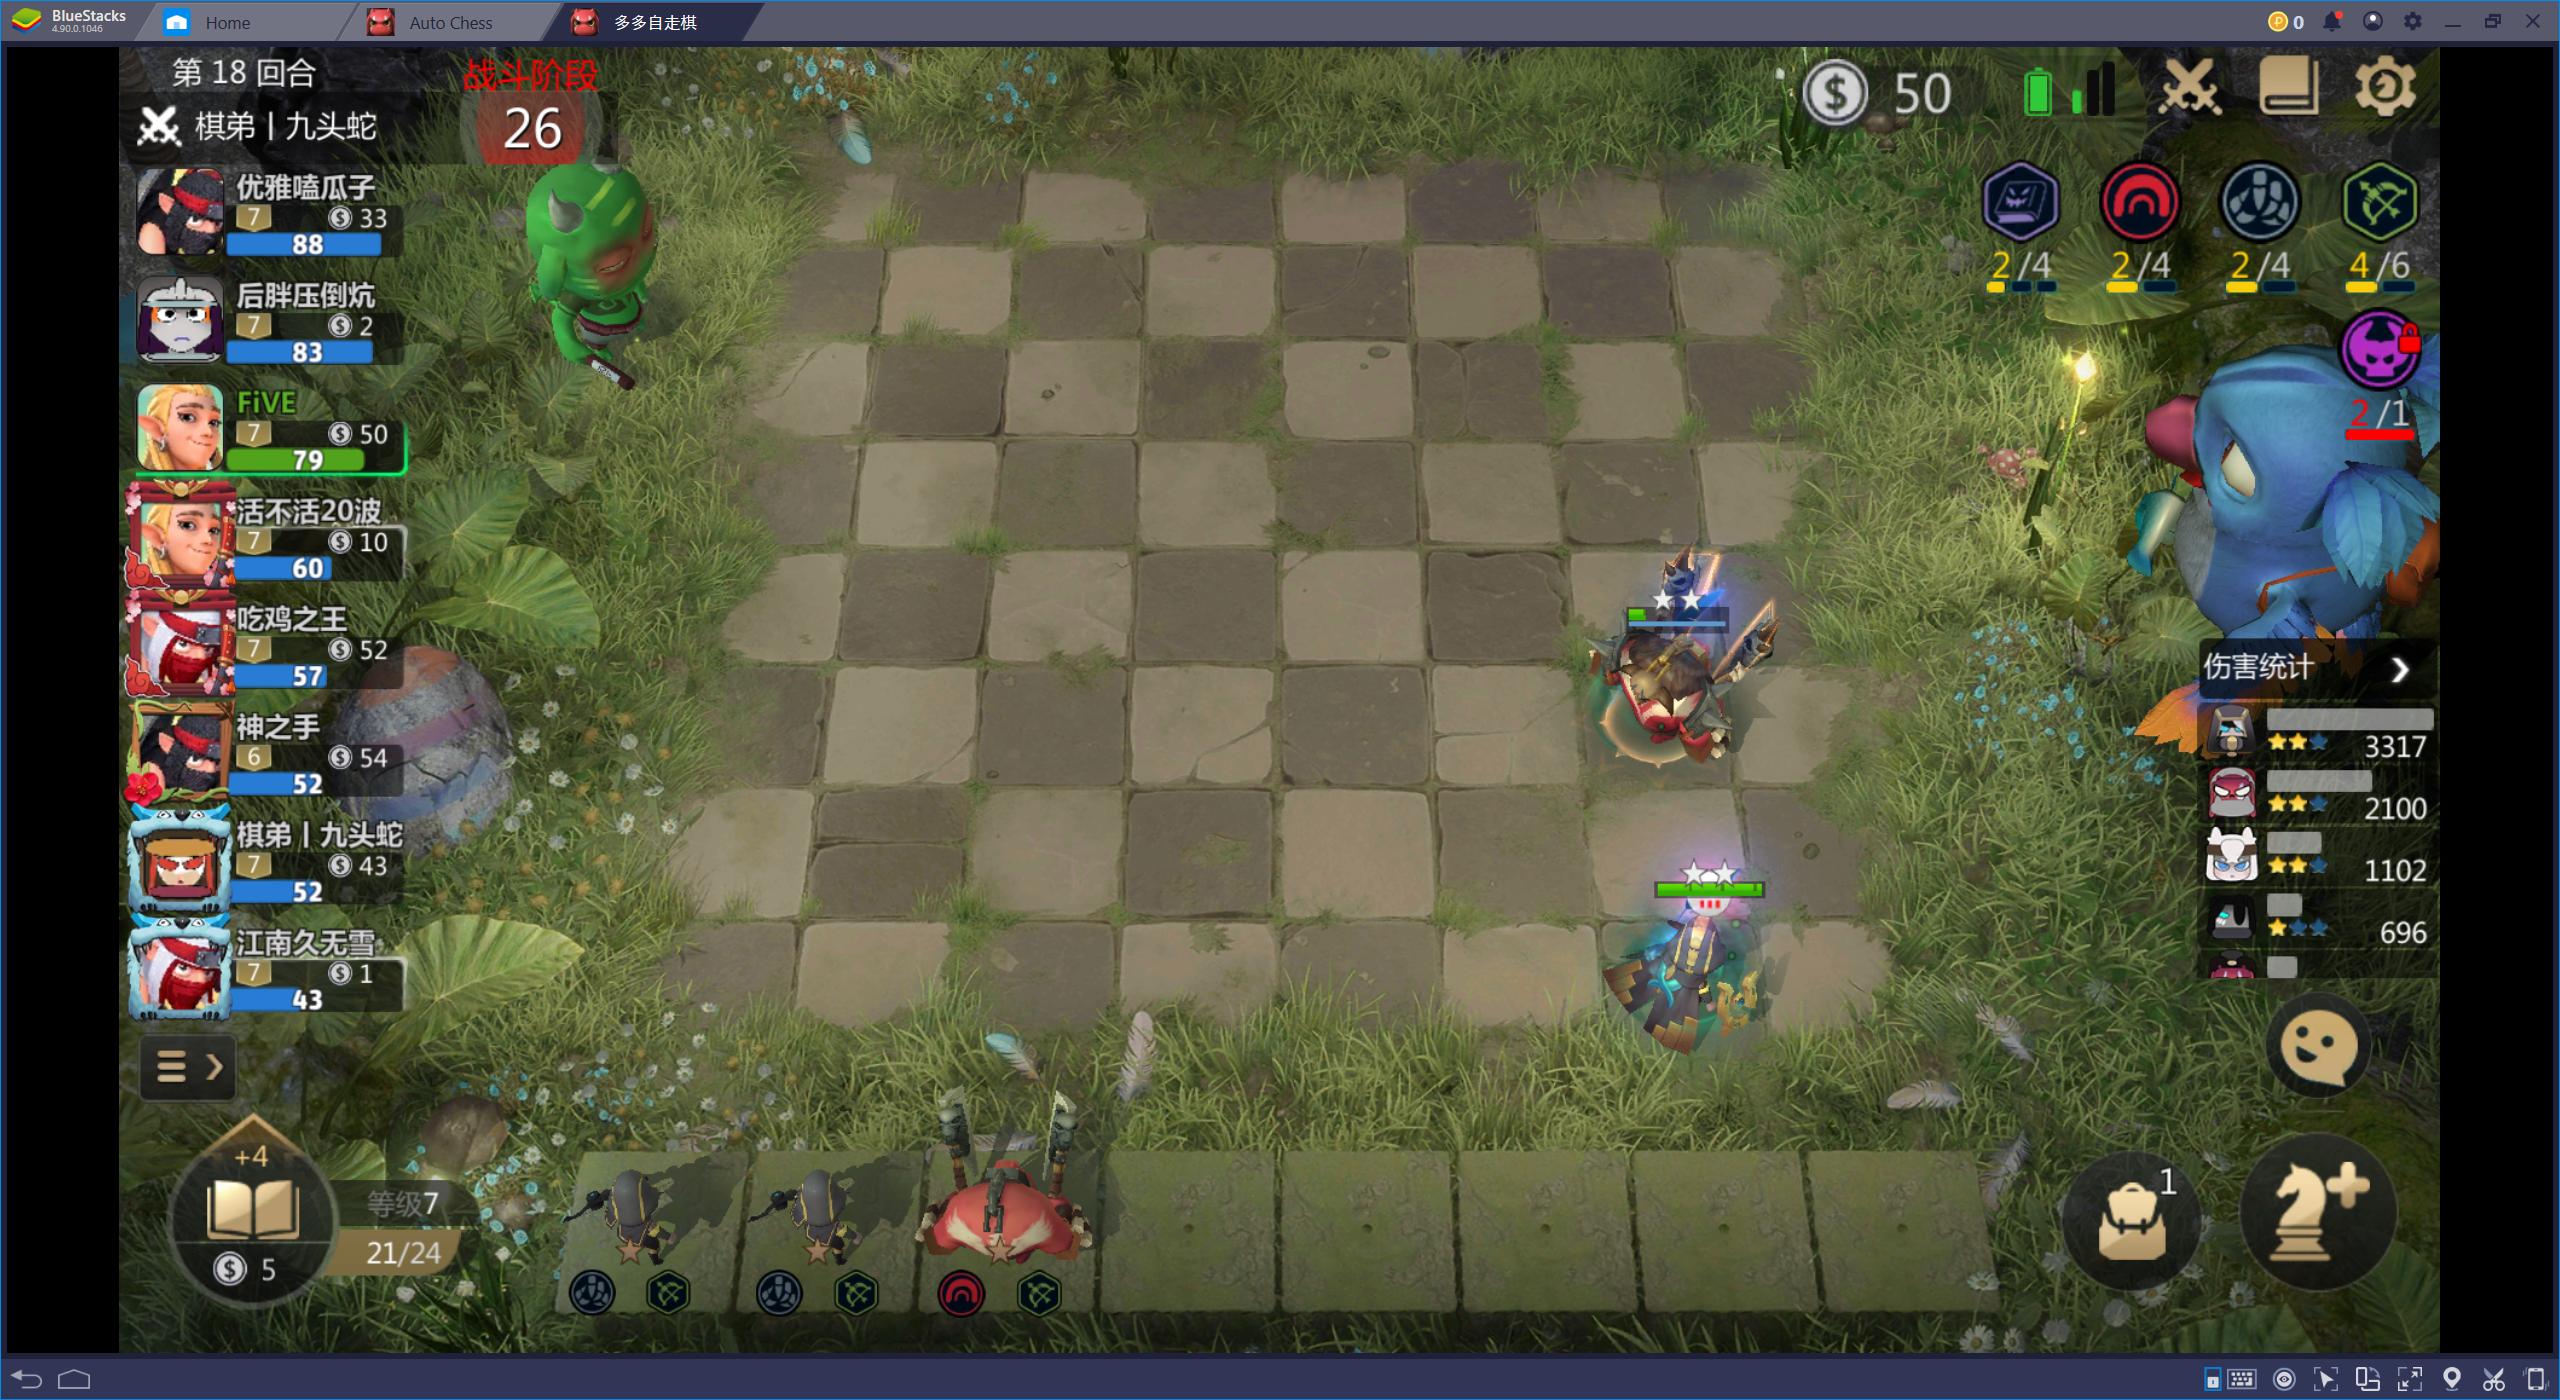 BlueStacks
4.90.0.1046
Home
Auto Chess
多多自走棋
0
第 18 回合
战斗阶段
棋弟丨九头蛇
26
50
优雅嗑瓜子
7 33
88
后胖压倒炕
7 2
83
FiVE
7 50
79
活不活20波
7 10
60
吃鸡之王
7 52
57
神之手
6 54
52
棋弟丨九头蛇
7 43
52
江南久无雪
7 1
43
2/4 2/4 2/4 4/6
2/1
伤害统计
3317
2100
1102
696
+4
5
等级7
21/24
1